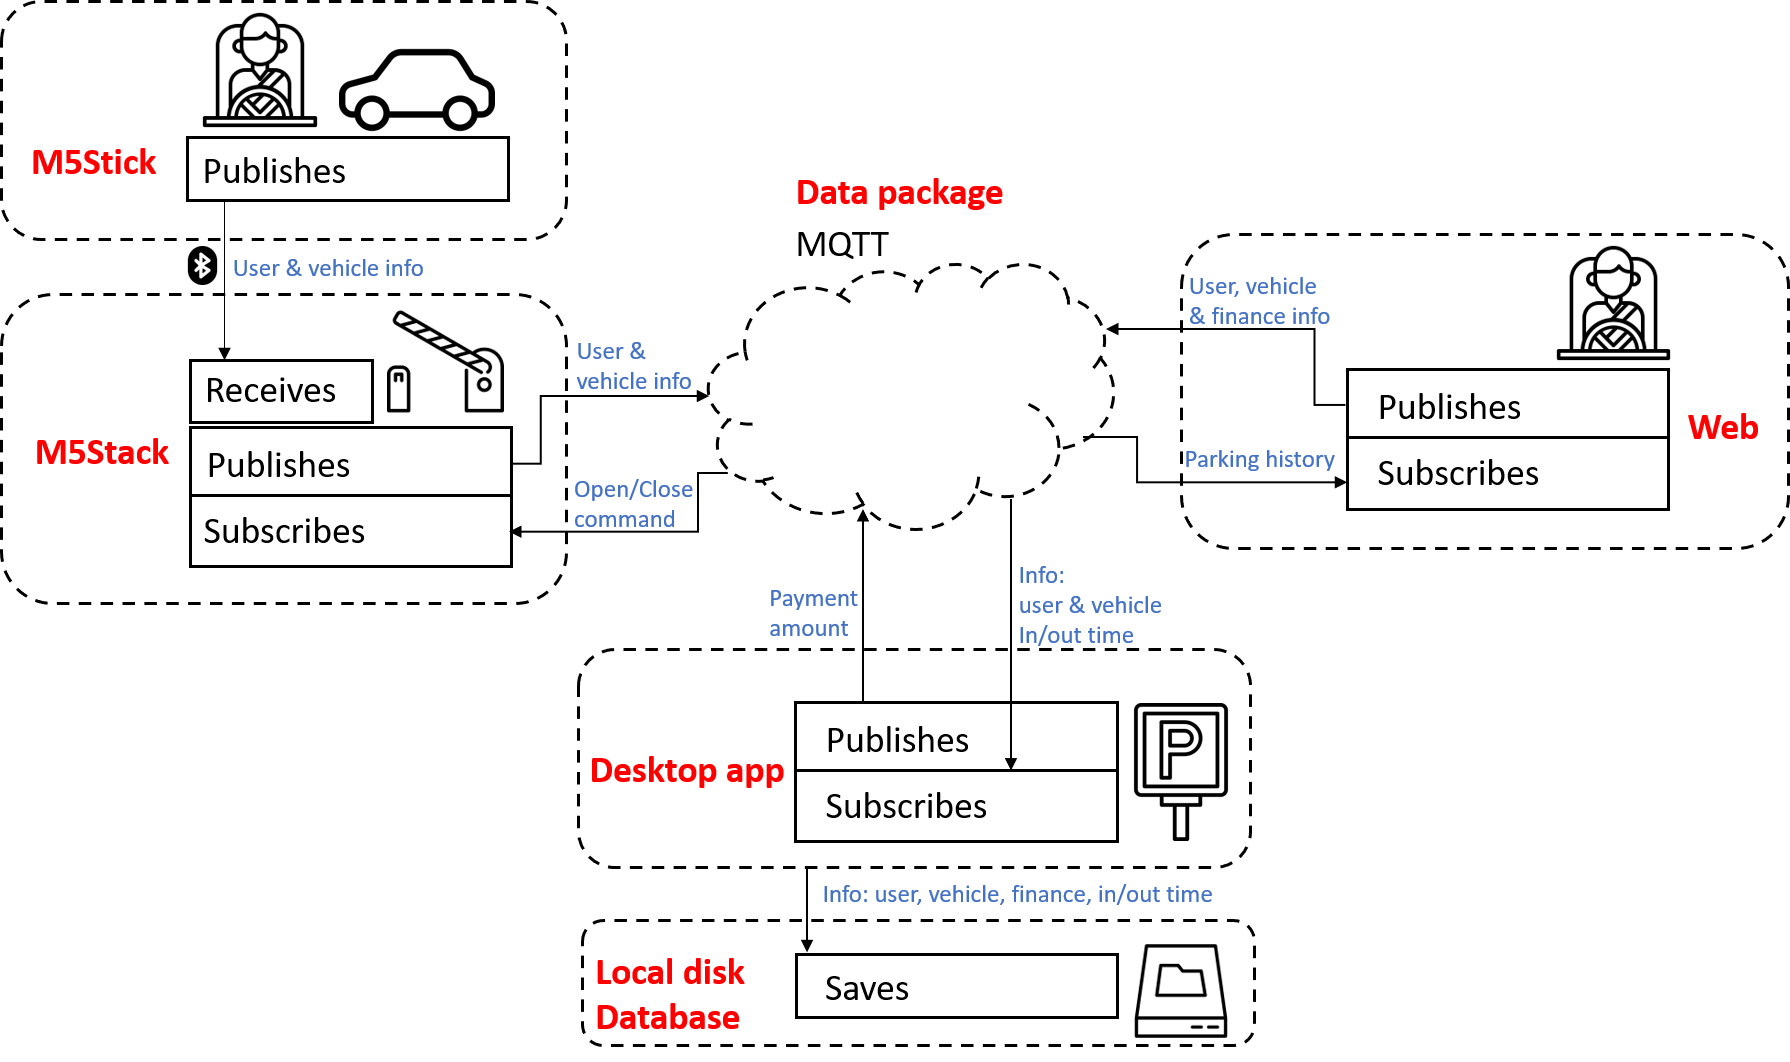 M5Stick
Publishes
User & vehicle info
M5Stack
Receives
Publishes
Subscribes
User &
vehicle info
Open/Close
command
Data package
MQTT
User, vehicle
& finance info
Parking history
Publishes
Subscribes
Web
Payment
amount
Info:
user & vehicle
In/out time
Desktop app
Publishes
Subscribes
P
Info: user, vehicle, finance, in/out time
Local disk
Database
Saves